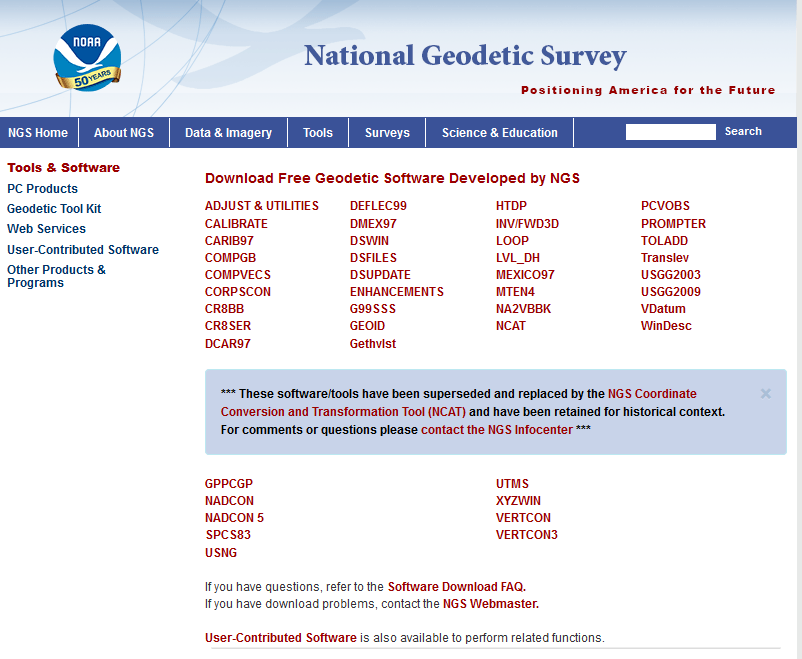 NOAA
50 YEARS
National Geodetic Survey
Positioning America for the Future
NGS Home About NGS Data & Imagery Tools Surveys Science & Education Search
Tools & Software
PC Products
Geodetic Tool Kit
Web Services
User-Contributed Software
Other Products &
Programs
Download Free Geodetic Software Developed by NGS
ADJUST & UTILITIES DEFLEC99 HTDP PCVOBS
CALIBRATE DMEX97 INV/FWD3D PROMPTER
CARIB97 DSWIN LOOP TOLADD
COMPGB DSFILES LVL_DH Translev
COMPVECS DSUPDATE MEXICO97 USGG2003
CORPSCON ENHANCEMENTS MTEN4 USGG2009
CR8BB G99SSS NA2VBBK VDatum
CR8SER GEOID NCAT WinDesc
DCAR97 Gethvlst
*** These software/tools have been superseded and replaced by the NGS Coordinate ×
Conversion and Transformation Tool (NCAT) and have been retained for historical context.
For comments or questions please contact the NGS Infocenter ***
GPPCGP UTMS
NADCON XYZWIN
NADCON 5 VERTCON
SPCS83 VERTCON3
USNG
If you have questions, refer to the Software Download FAQ.
If you have download problems, contact the NGS Webmaster.
User-Contributed Software is also available to perform related functions.